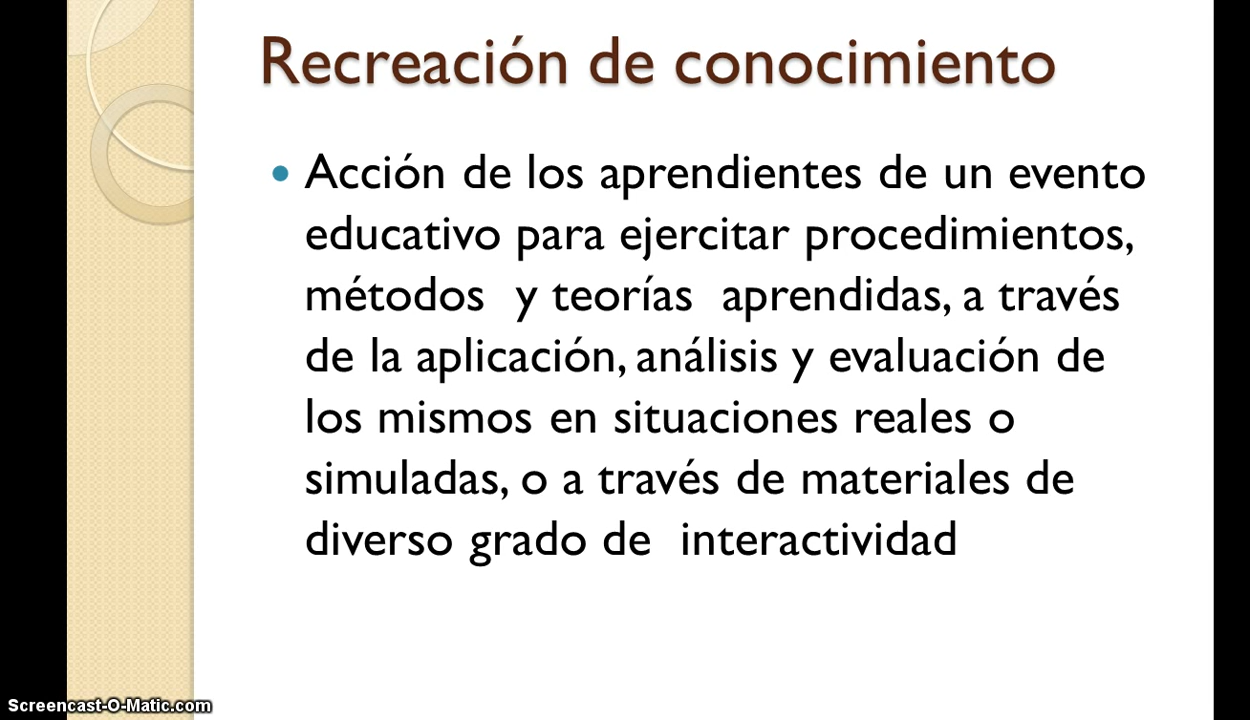 Recreación de conocimiento
• Acción de los aprendientes de un evento
educativo para ejercitar procedimientos,
métodos y teorías aprendidas, a través
de la aplicación, análisis y evaluación de
los mismos en situaciones reales o
simuladas, o a través de materiales de
diverso grado de interactividad
Screencast-O-Matic.com